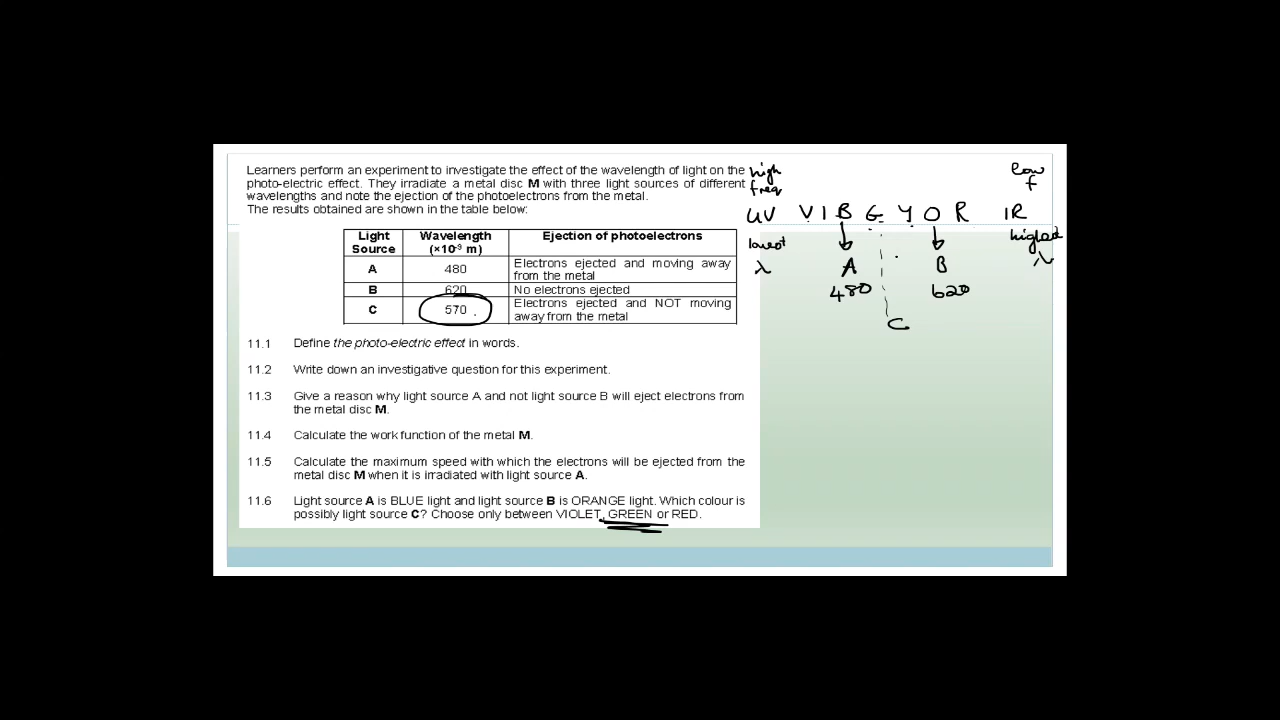 Learners perform an experiment to investigate the effect of the wavelength of light on the
photo-electric effect. They irradiate a metal disc M with three light sources of different
wavelengths and note the ejection of the photoelectrons from the metal.
The results obtained are shown in the table below:
Light Source Wavelength (×10⁻⁹ m) Ejection of photoelectrons
A 480 Electrons ejected and moving away from the metal
B 620 No electrons ejected
C 570 Electrons ejected and NOT moving away from the metal
11.1 Define the photo-electric effect in words.
11.2 Write down an investigative question for this experiment.
11.3 Give a reason why light source A and not light source B will eject electrons from
the metal disc M.
11.4 Calculate the work function of the metal M.
11.5 Calculate the maximum speed with which the electrons will be ejected from the
metal disc M when it is irradiated with light source A.
11.6 Light source A is BLUE light and light source B is ORANGE light. Which colour is
possibly light source C? Choose only between VIOLET, GREEN or RED.
high low
freq f
UV V I B G Y O R IR
lowest highest
λ A B λ
480 620
C